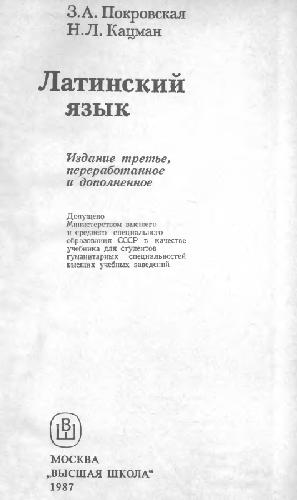 З.А. Покровская
Н.Л. Кацман
Латинский
язык
Издание третье,
переработанное
и дополненное
Допущено
Министерством высшего
и среднего специального
образования СССР в качестве
учебника для студентов
гуманитарных специальностей
высших учебных заведений
ВШ
МОСКВА
„ВЫСШАЯ ШКОЛА"
1987